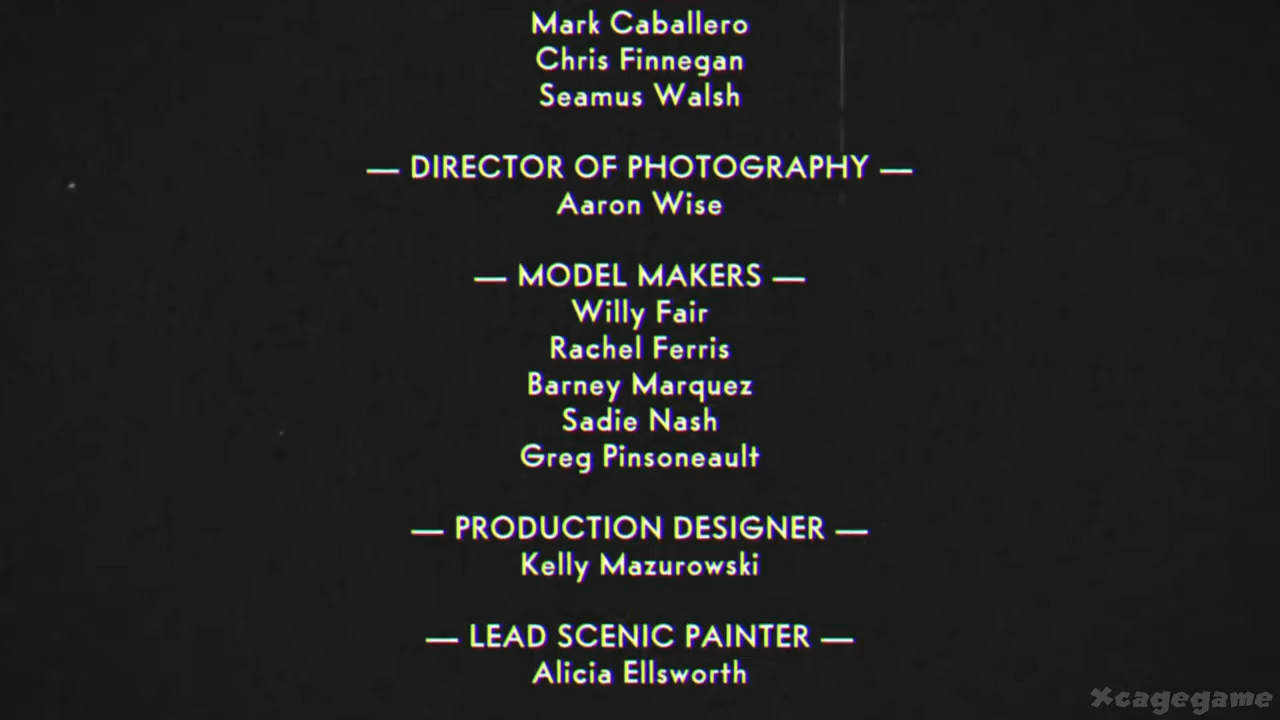 Mark Caballero
Chris Finnegan
Seamus Walsh
— DIRECTOR OF PHOTOGRAPHY —
Aaron Wise
— MODEL MAKERS —
Willy Fair
Rachel Ferris
Barney Marquez
Sadie Nash
Greg Pinsoneault
— PRODUCTION DESIGNER —
Kelly Mazurowski
— LEAD SCENIC PAINTER —
Alicia Ellsworth
Xcagegame